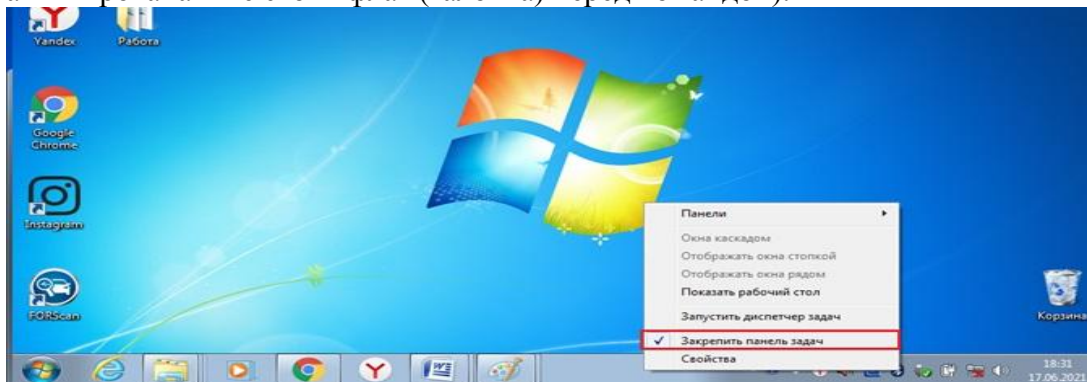 Yandex
Работа
Google
Chrome
Instagram
FORScan
Панели
Окна каскадом
Отображать окна стопкой
Отображать окна рядом
Показать рабочий стол
Запустить диспетчер задач
Закрепить панель задач
Свойства
Корзина
18:31
17.06.2021